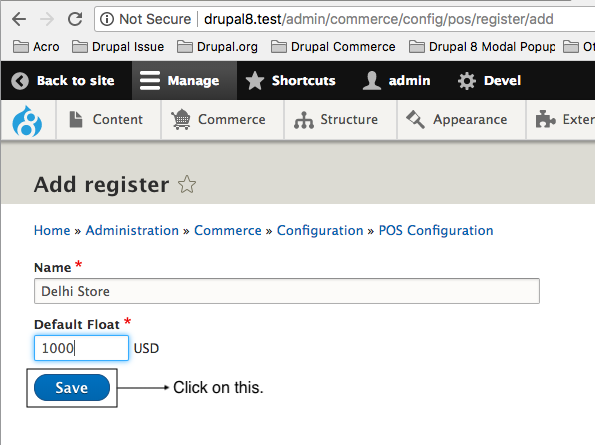 Not Secure | drupal8.test/admin/commerce/config/pos/register/add
Acro Drupal Issue Drupal.org Drupal Commerce Drupal 8 Modal Popup Ot
Back to site Manage Shortcuts admin Devel
Content Commerce Structure Appearance Exter
Add register
Home » Administration » Commerce » Configuration » POS Configuration
Name *
Delhi Store
Default Float *
1000 USD
Save Click on this.